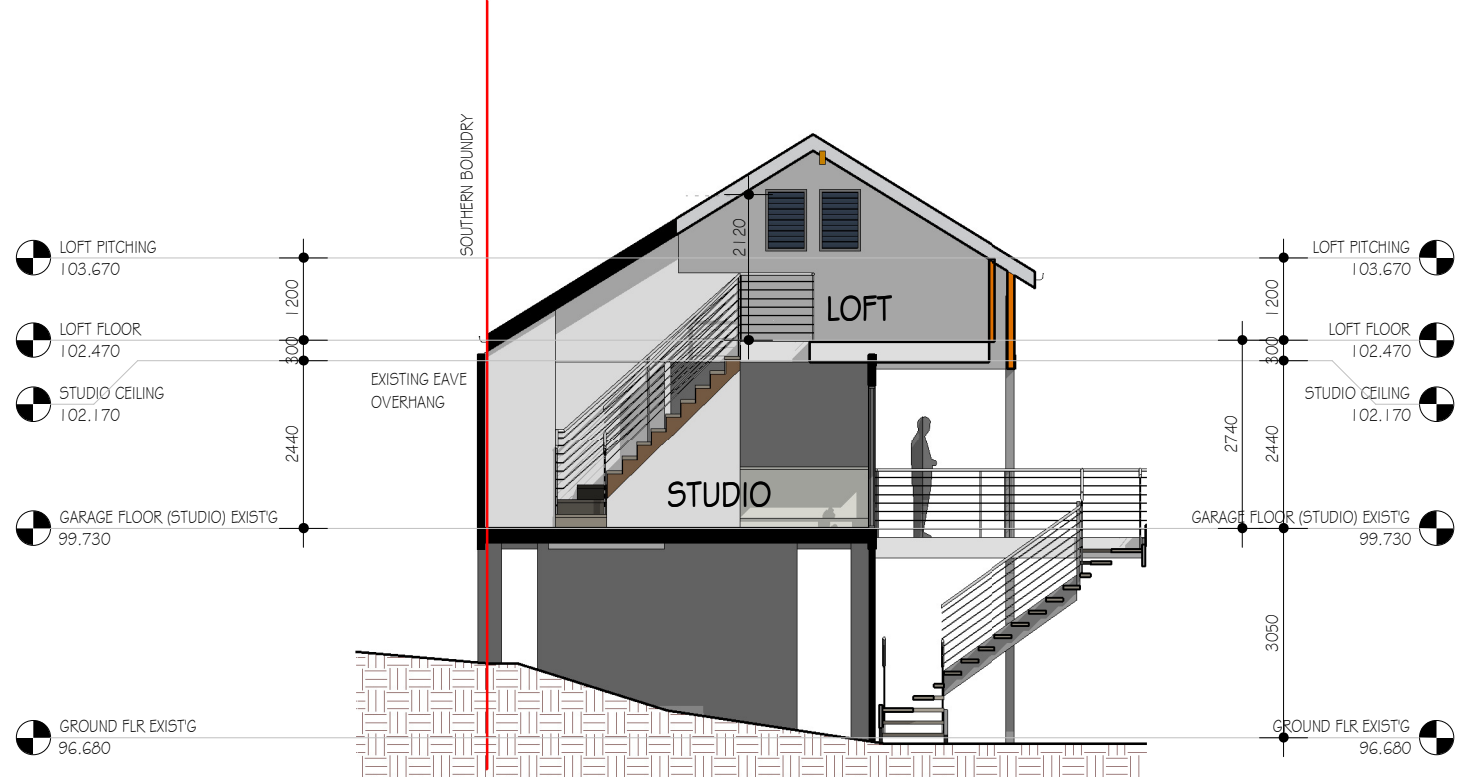 SOUTHERN BOUNDRY
LOFT PITCHING
103.670
LOFT FLOOR
102.470
STUDIO CEILING
102.170
GARAGE FLOOR (STUDIO) EXIST'G
99.730
GROUND FLR EXIST'G
96.680
1200
300
2440
EXISTING EAVE
OVERHANG
2120
LOFT
STUDIO
2740
1200
300
2440
3050
LOFT PITCHING
103.670
LOFT FLOOR
102.470
STUDIO CEILING
102.170
GARAGE FLOOR (STUDIO) EXIST'G
99.730
GROUND FLR EXIST'G
96.680